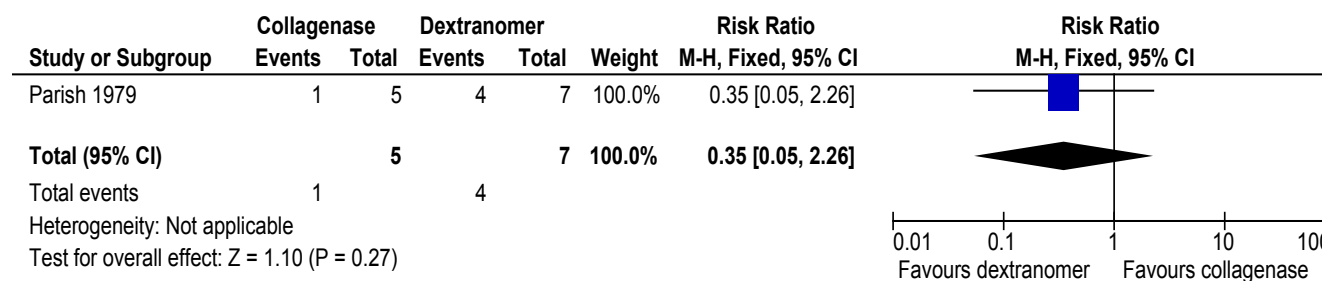 Collagenase Dextranomer Risk Ratio Risk Ratio
Study or Subgroup Events Total Events Total Weight M-H, Fixed, 95% CI M-H, Fixed, 95% CI
Parish 1979 1 5 4 7 100.0% 0.35 [0.05, 2.26]
Total (95% CI) 5 7 100.0% 0.35 [0.05, 2.26]
Total events 1 4
Heterogeneity: Not applicable
Test for overall effect: Z = 1.10 (P = 0.27)
0.01 0.1 1 10 100
Favours dextranomer Favours collagenase